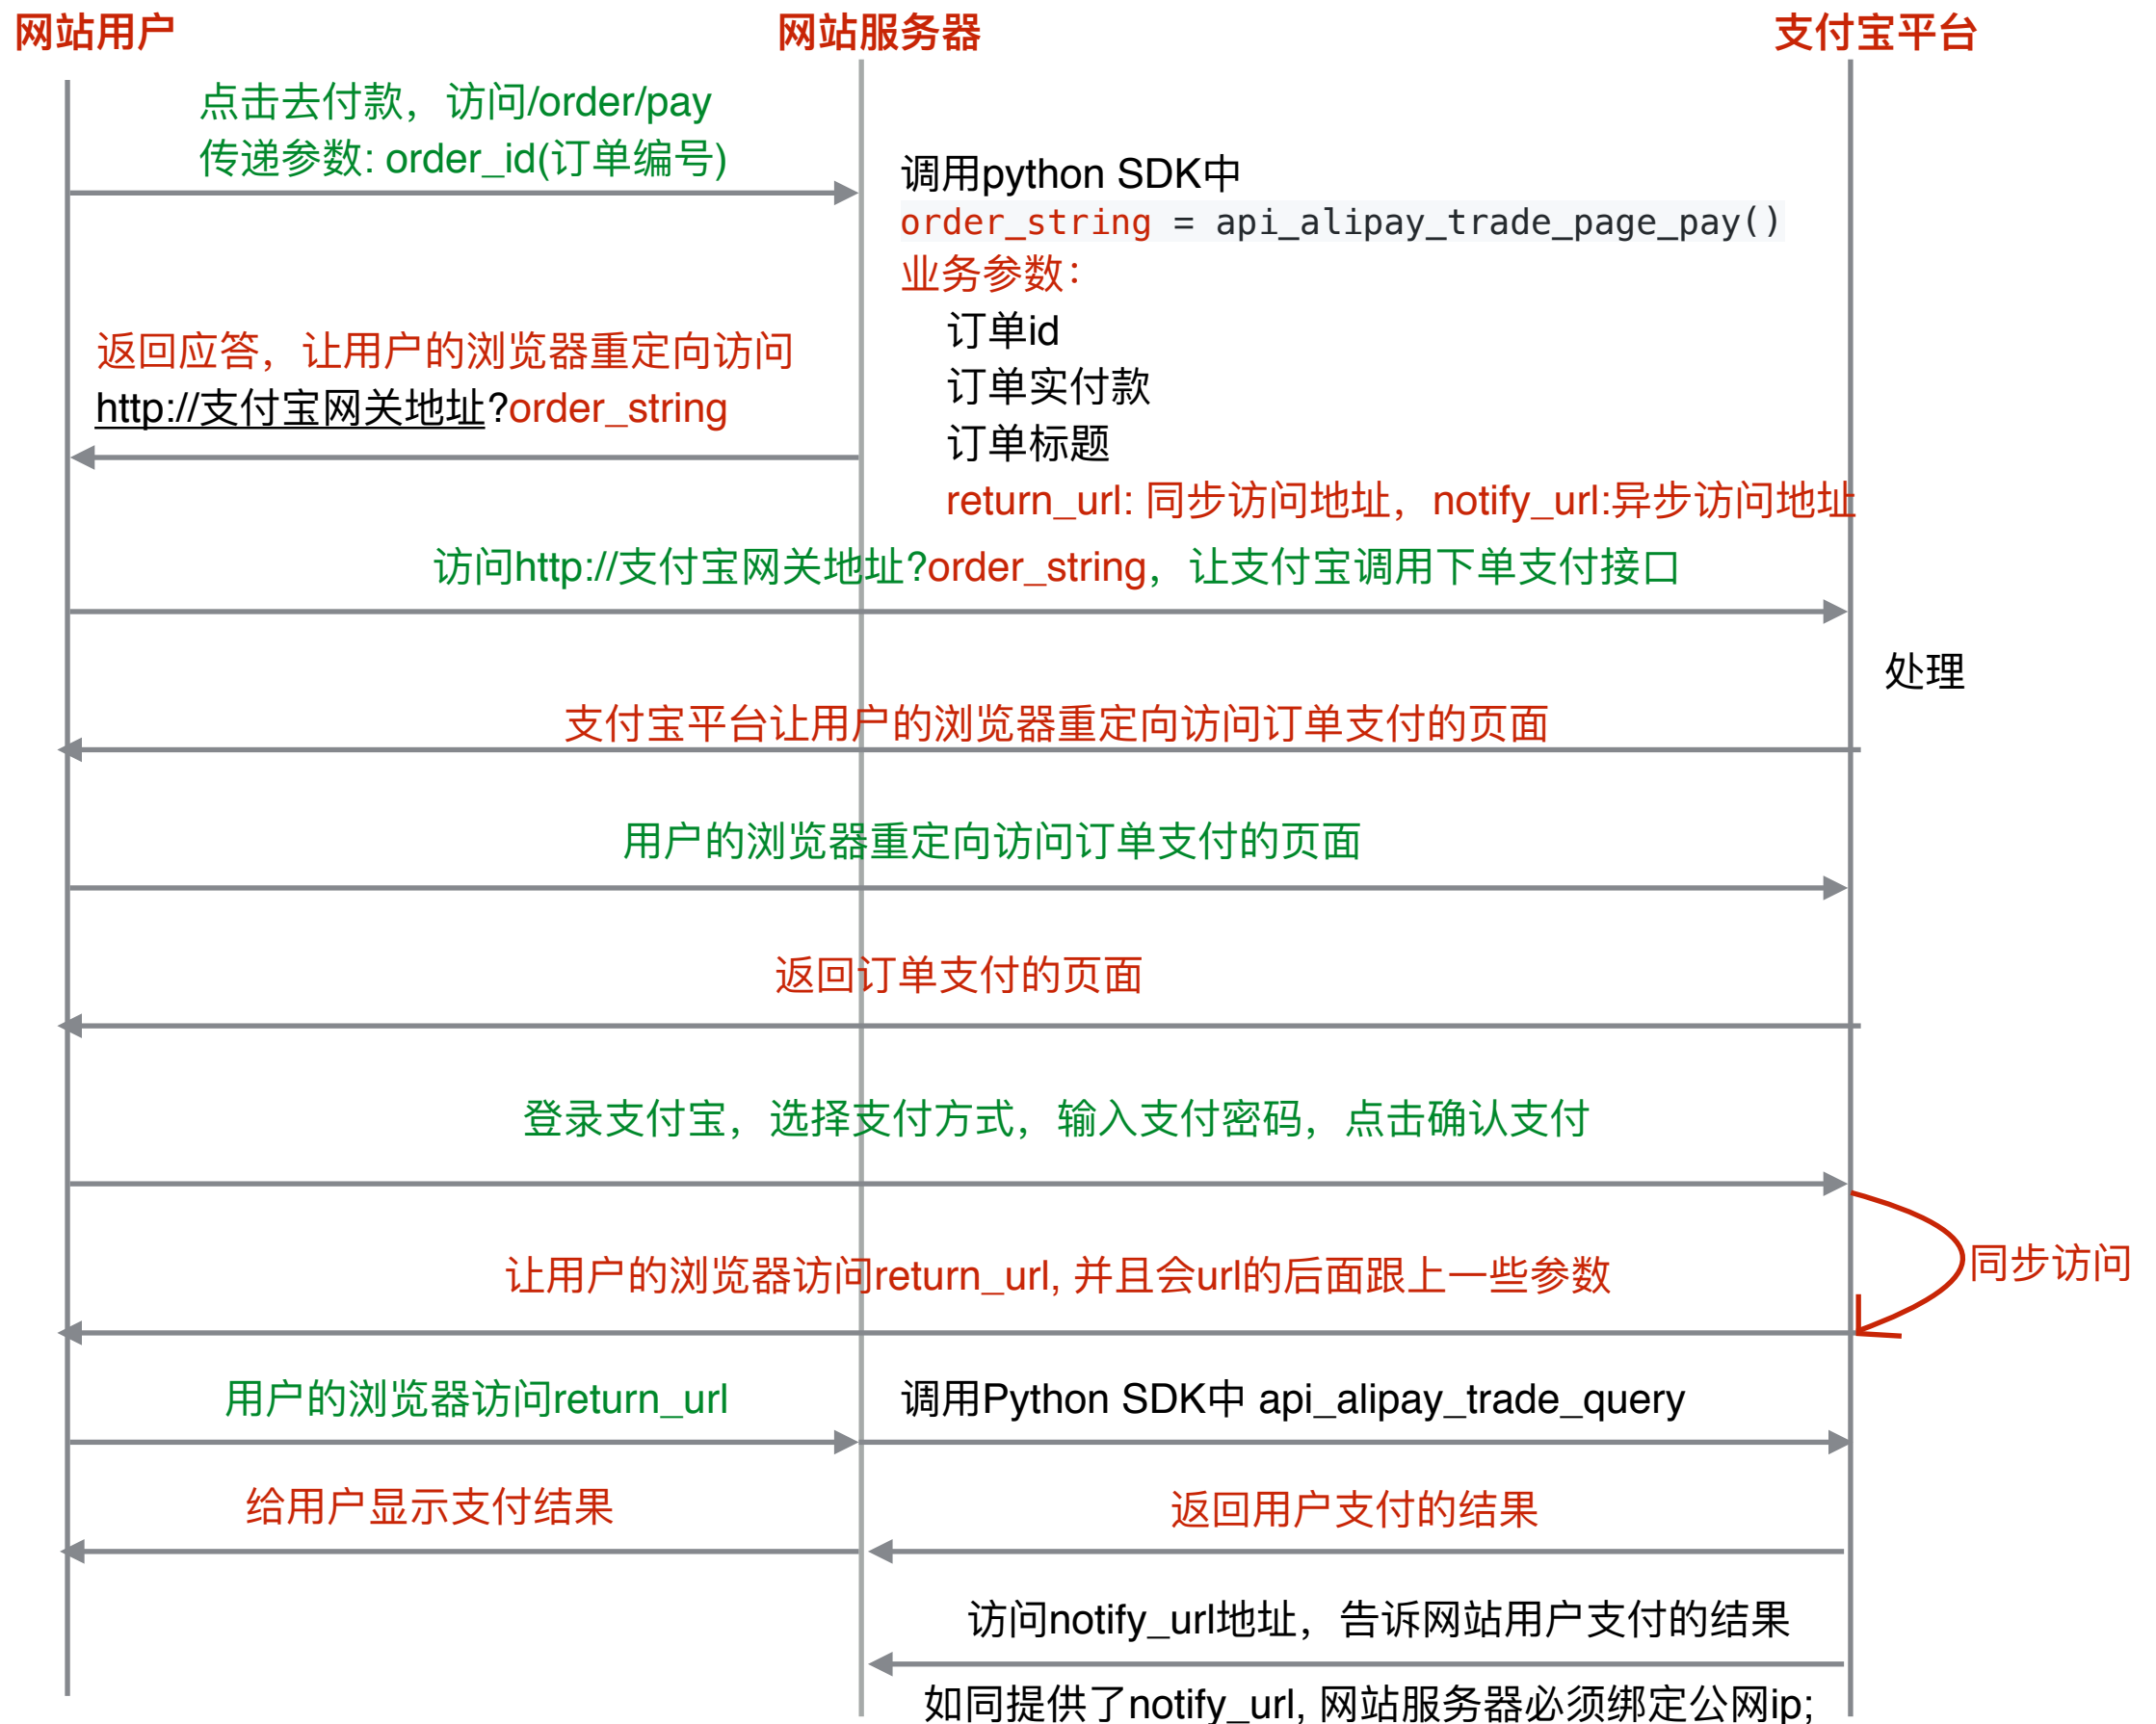 网站用户
网站服务器
支付宝平台
点击去付款，访问/order/pay
传递参数: order_id(订单编号)
调用python SDK中
order_string = api_alipay_trade_page_pay()
业务参数：
订单id
订单实付款
订单标题
return_url: 同步访问地址，notify_url:异步访问地址
返回应答，让用户的浏览器重定向访问
http://支付宝网关地址?order_string
访问http://支付宝网关地址?order_string，让支付宝调用下单支付接口
处理
支付宝平台让用户的浏览器重定向访问订单支付的页面
用户的浏览器重定向访问订单支付的页面
返回订单支付的页面
登录支付宝，选择支付方式，输入支付密码，点击确认支付
同步访问
让用户的浏览器访问return_url, 并且会url的后面跟上一些参数
用户的浏览器访问return_url
调用Python SDK中 api_alipay_trade_query
给用户显示支付结果
返回用户支付的结果
访问notify_url地址，告诉网站用户支付的结果
如同提供了notify_url, 网站服务器必须绑定公网ip;